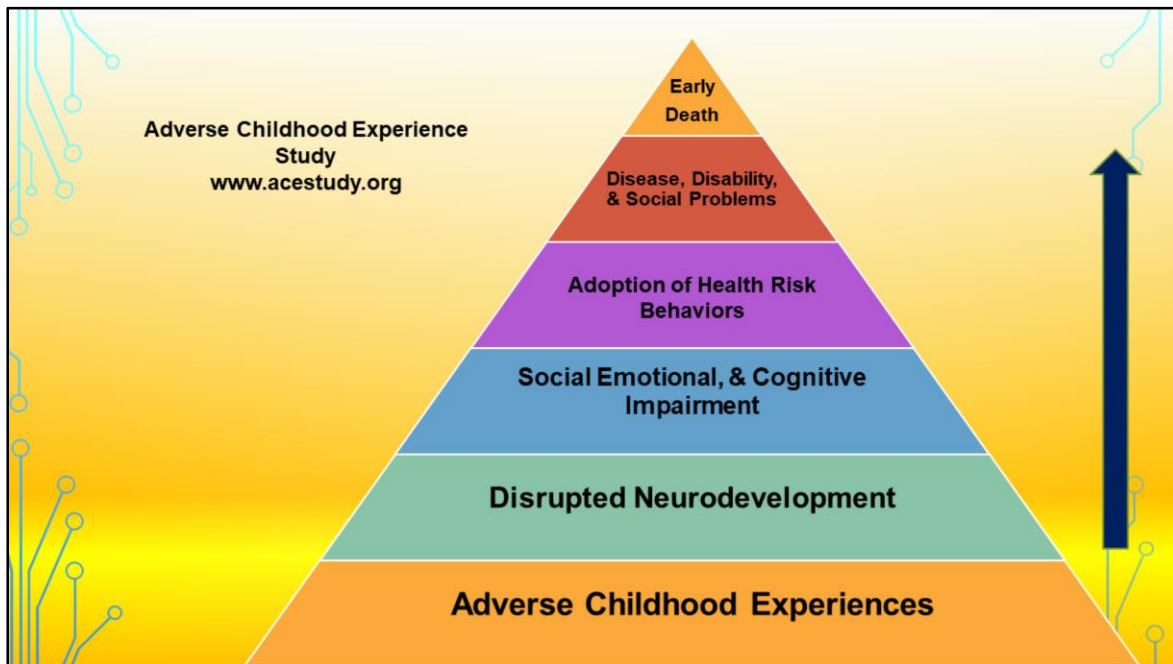 Adverse Childhood Experience
Study
www.acestudy.org
Early
Death
Disease, Disability,
& Social Problems
Adoption of Health Risk
Behaviors
Social Emotional, & Cognitive
Impairment
Disrupted Neurodevelopment
Adverse Childhood Experiences